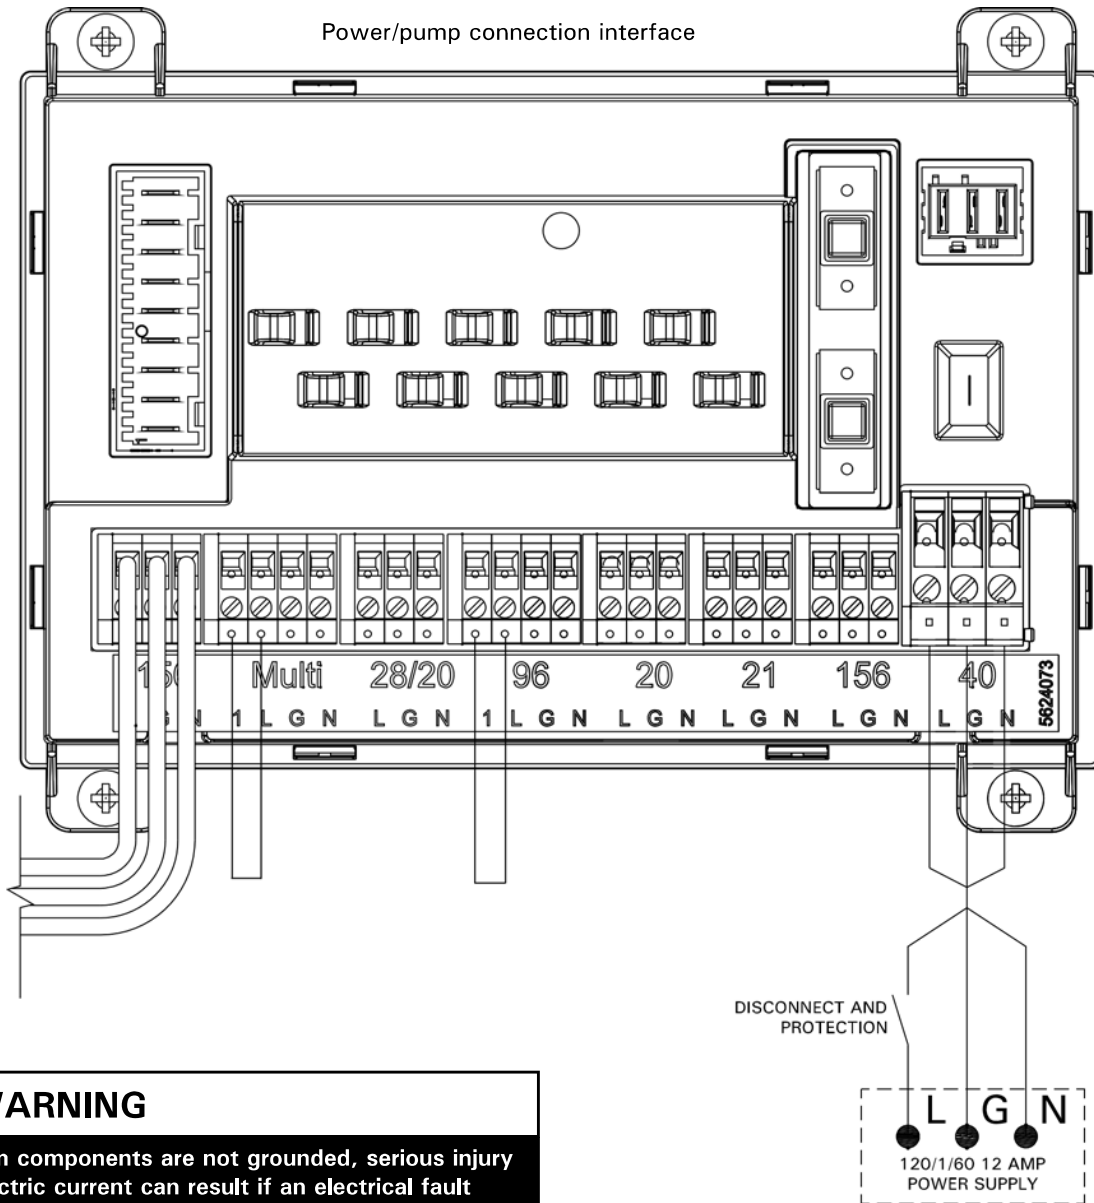 Power/pump connection interface
Multi 28/20 96 20 21 156 40
5624073
1 L G N L G N 1 L G N L G N L G N L G N L G N
DISCONNECT AND
PROTECTION
L G N
120/1/60 12 AMP
POWER SUPPLY
WARNING
components are not grounded, serious injury
current can result if an electrical fault